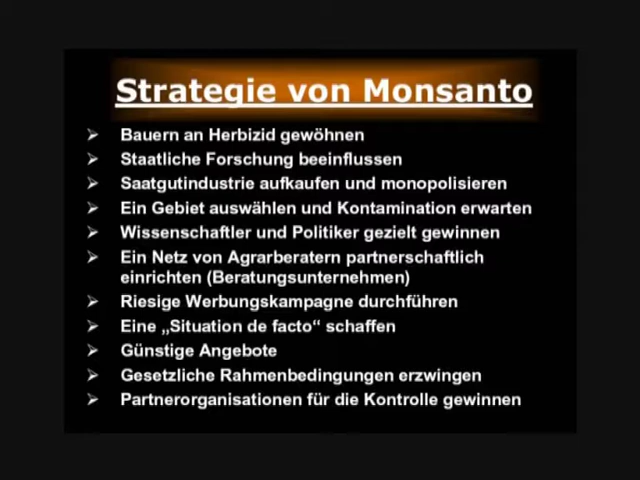 Strategie von Monsanto
➢ Bauern an Herbizid gewöhnen
➢ Staatliche Forschung beeinflussen
➢ Saatgutindustrie aufkaufen und monopolisieren
➢ Ein Gebiet auswählen und Kontamination erwarten
➢ Wissenschaftler und Politiker gezielt gewinnen
➢ Ein Netz von Agrarberatern partnerschaftlich
einrichten (Beratungsunternehmen)
➢ Riesige Werbungskampagne durchführen
➢ Eine „Situation de facto“ schaffen
➢ Günstige Angebote
➢ Gesetzliche Rahmenbedingungen erzwingen
➢ Partnerorganisationen für die Kontrolle gewinnen